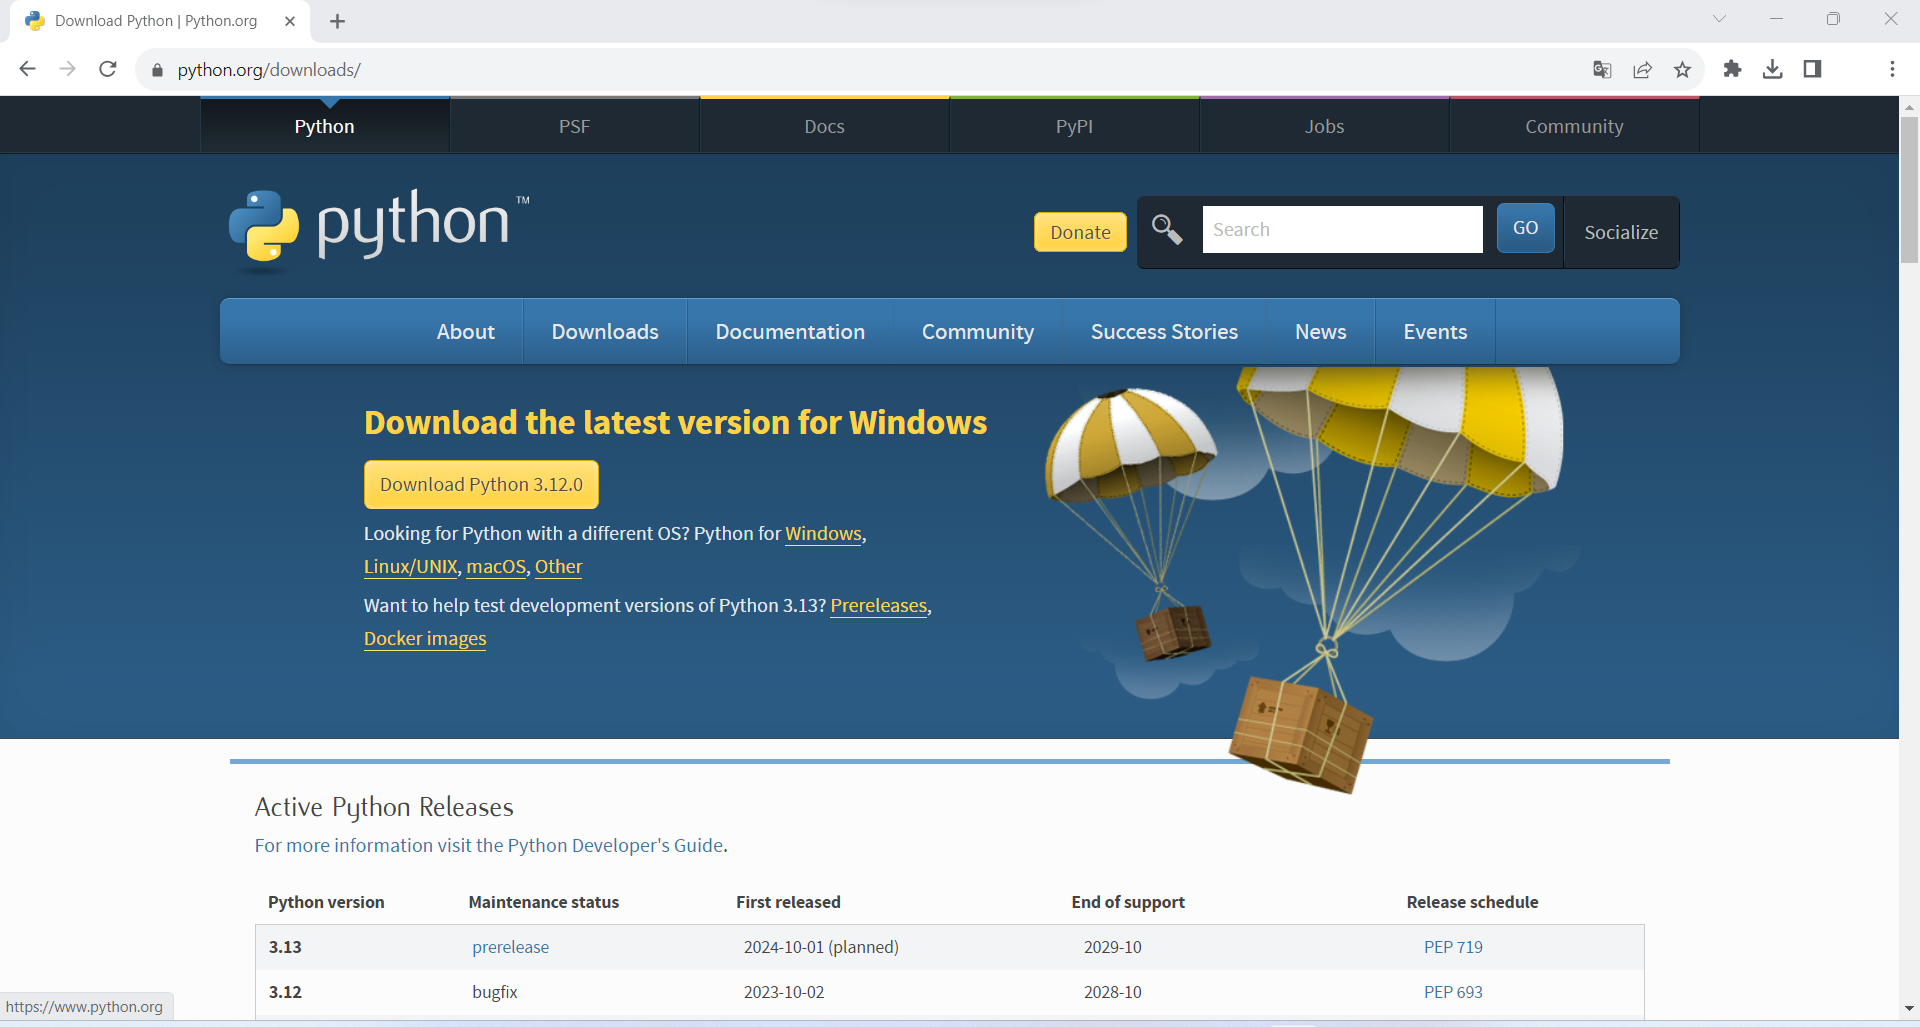 Download Python | Python.org
python.org/downloads/
Python PSF Docs PyPI Jobs Community
python™
Donate Search GO Socialize
About Downloads Documentation Community Success Stories News Events
Download the latest version for Windows
Download Python 3.12.0
Looking for Python with a different OS? Python for Windows,
Linux/UNIX, macOS, Other
Want to help test development versions of Python 3.13? Prereleases,
Docker images
Active Python Releases
For more information visit the Python Developer's Guide.
Python version Maintenance status First released End of support Release schedule
3.13 prerelease 2024-10-01 (planned) 2029-10 PEP 719
3.12 bugfix 2023-10-02 2028-10 PEP 693
https://www.python.org